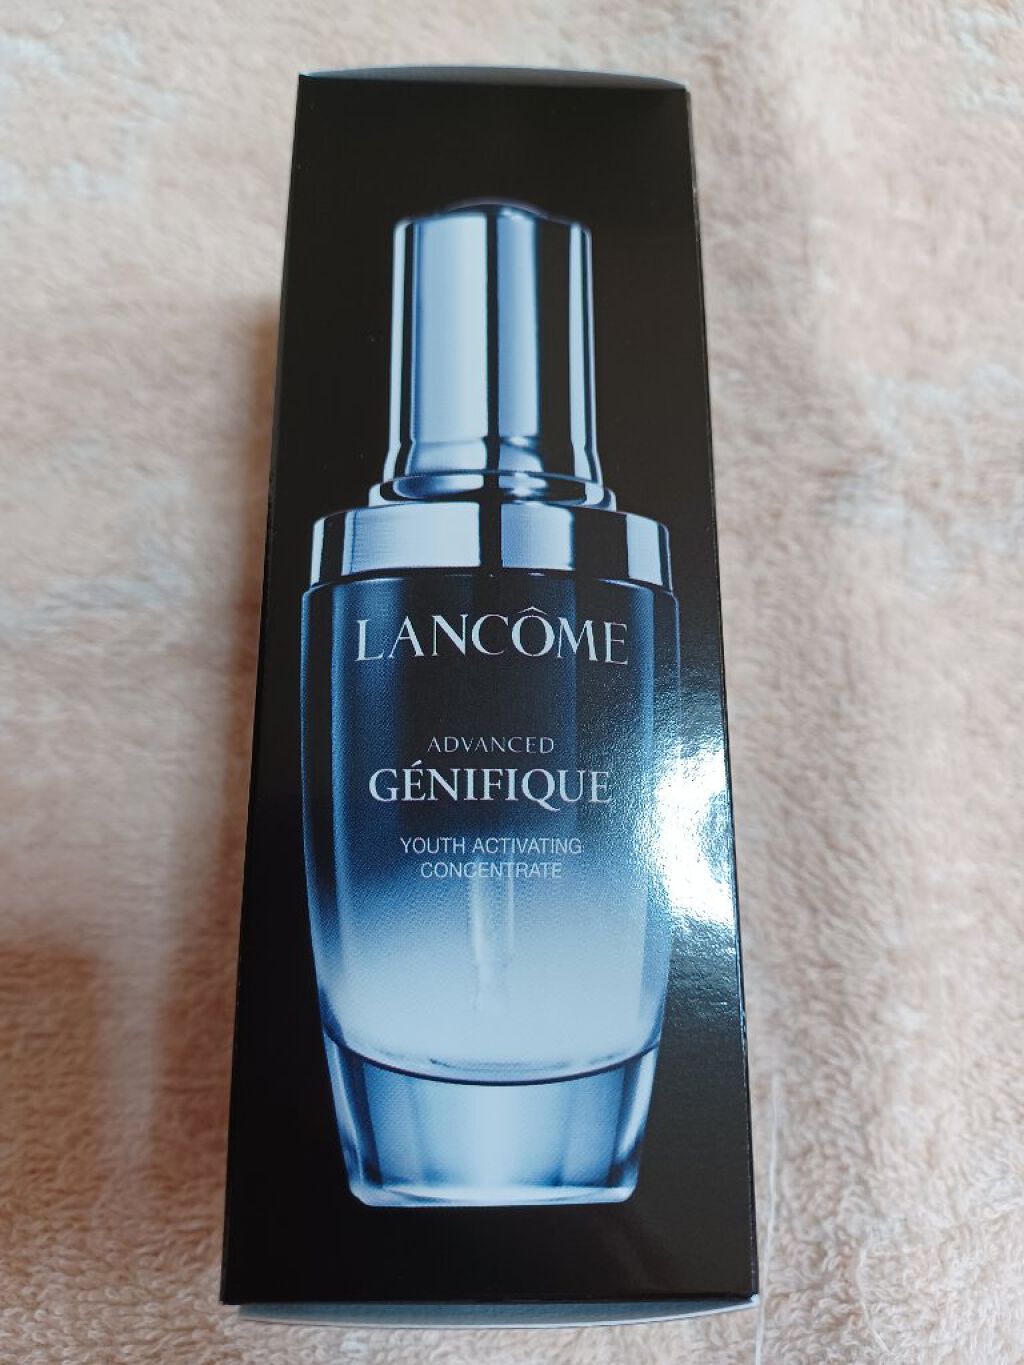 LANCÔME
ADVANCED
GÉNIFIQUE
YOUTH ACTIVATING
CONCENTRATE